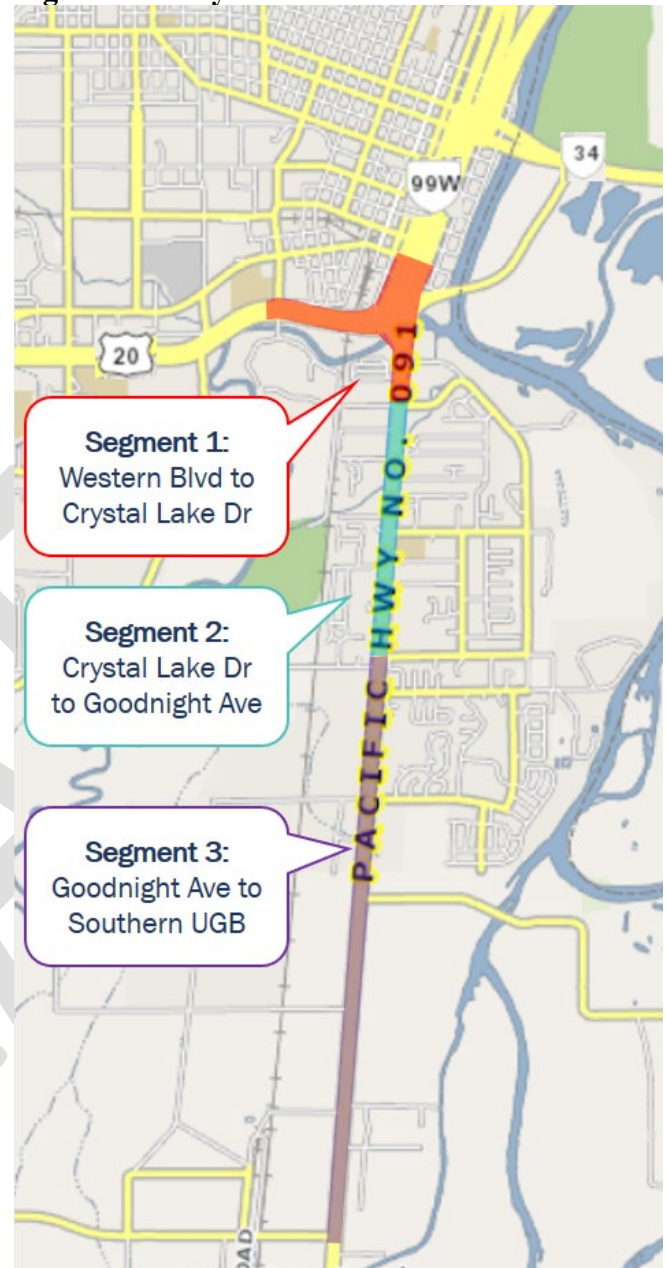 34
99W
20
Segment 1:
Western Blvd to
Crystal Lake Dr
PACIFIC HWY NO. 091
Segment 2:
Crystal Lake Dr
to Goodnight Ave
Segment 3:
Goodnight Ave to
Southern UGB